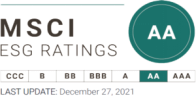 MSCI
ESG RATINGS
AA
CCC B BB BBB A AA AAA
LAST UPDATE: December 27, 2021